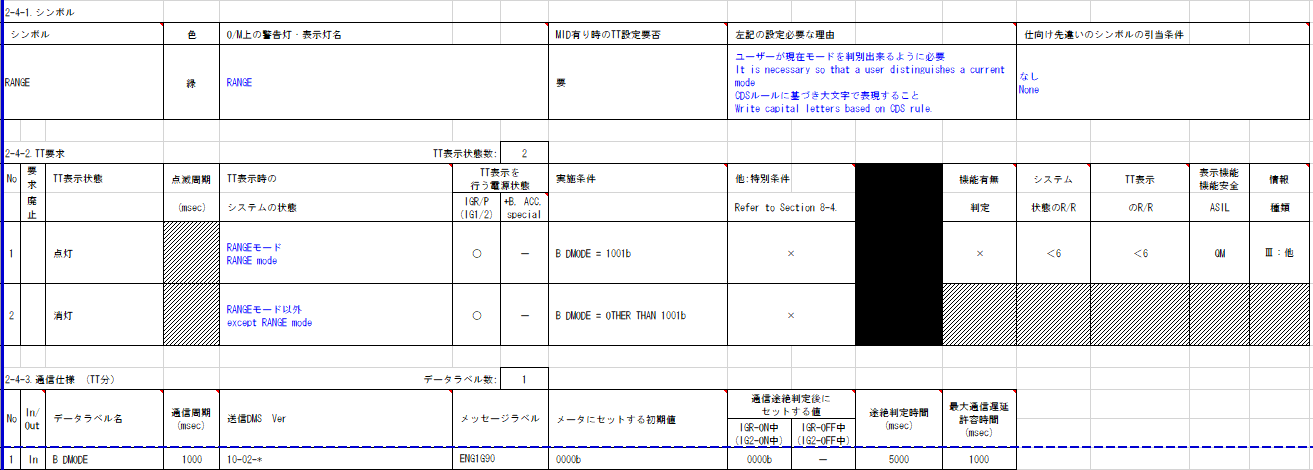 2-4-1. シンボル
シンボル 色 O/M上の警告灯・表示灯名 MID有り時のTT設定要否 左記の設定必要な理由 仕向け先違いのシンボルの引当条件
RANGE 緑 RANGE 要
ユーザーが現在モードを判別出来るように必要
It is necessary so that a user distinguishes a current
mode
CDSルールに基づき大文字で表現すること
Write capital letters based on CDS rule.
なし
None
2-4-2. TT要求 TT表示状態数: 2
No
要
求
廃
止
TT表示状態
点滅周期
(msec)
TT表示時の
システムの状態
TT表示を
行う電源状態
IGR/P
(IG1/2)
+B, ACC,
special
実施条件
他:特別条件
Refer to Section 8-4.
機能有無
判定
システム
状態のR/R
TT表示
のR/R
表示機能
機能安全
ASIL
情報
種類
1 点灯
RANGEモード
RANGE mode
○ － B DMODE = 1001b × × ＜6 ＜6 QM Ⅲ：他
2 消灯
RANGEモード以外
except RANGE mode
○ － B DMODE = OTHER THAN 1001b ×
2-4-3. 通信仕様 （TT分） データラベル数: 1
No
In/
Out
データラベル名
通信周期
(msec)
送信DMS Ver
メッセージラベル
メータにセットする初期値
通信途絶判定後に
セットする値
IGR-ON中
(IG2-ON中)
IGR-OFF中
(IG2-OFF中)
途絶判定時間
(msec)
最大通信遅延
許容時間
(msec)
1 In B DMODE 1000 10-02-* ENG1G90 0000b 0000b － 5000 1000